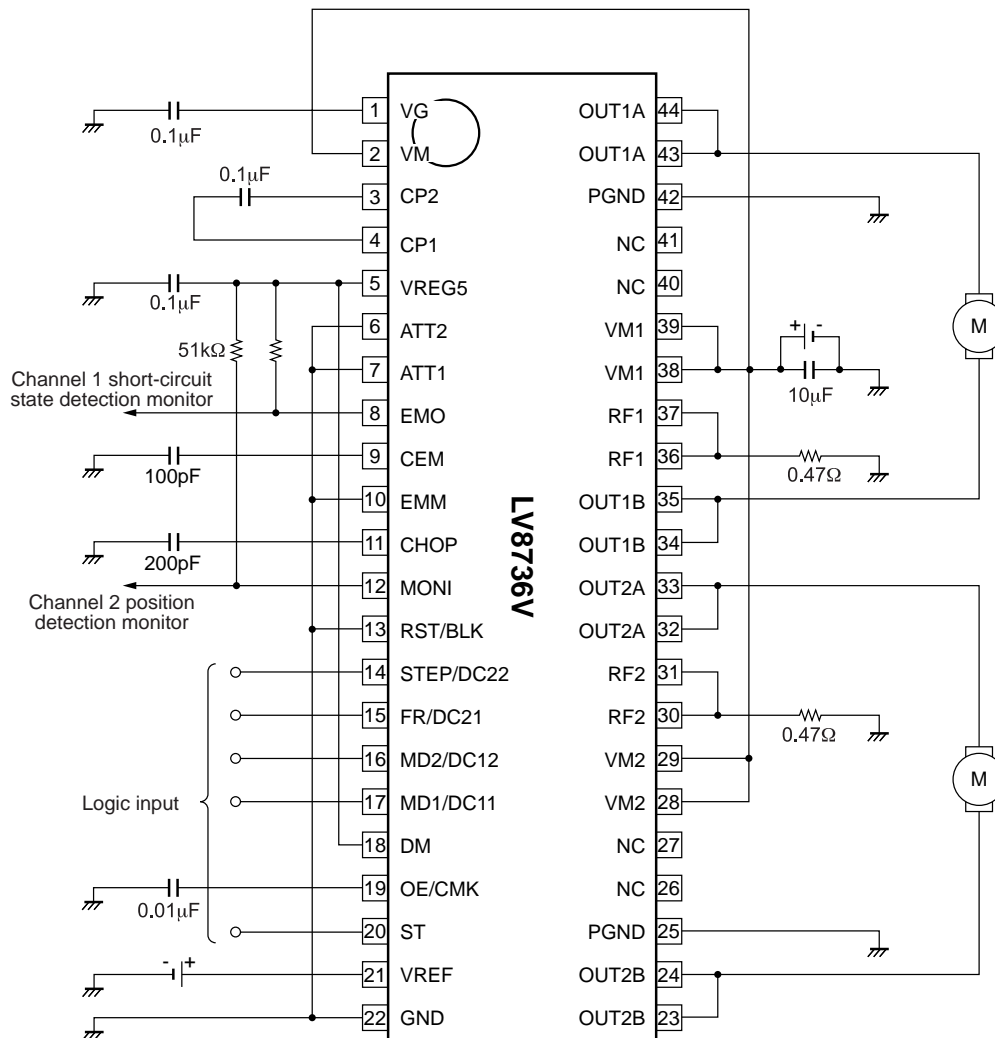 1 VG OUT1A 44
0.1μF
2 VM OUT1A 43
0.1μF
3 CP2 PGND 42
4 CP1 NC 41
5 VREG5 NC 40
0.1μF
6 ATT2 VM1 39
+ -
M
51kΩ
7 ATT1 VM1 38
10μF
Channel 1 short-circuit
state detection monitor
8 EMO RF1 37
9 CEM RF1 36
100pF
0.47Ω
10 EMM OUT1B 35
LV8736V
11 CHOP OUT1B 34
200pF
12 MONI OUT2A 33
Channel 2 position
detection monitor
13 RST/BLK OUT2A 32
14 STEP/DC22 RF2 31
15 FR/DC21 RF2 30
0.47Ω
16 MD2/DC12 VM2 29
M
Logic input
17 MD1/DC11 VM2 28
18 DM NC 27
19 OE/CMK NC 26
0.01μF
20 ST PGND 25
- +
21 VREF OUT2B 24
22 GND OUT2B 23